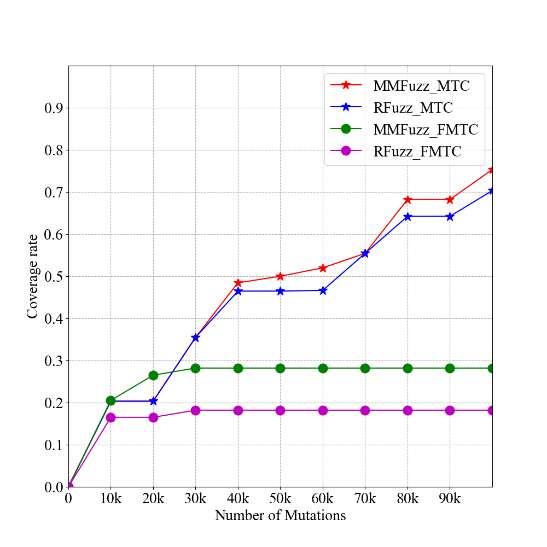 MMFuzz_MTC
RFuzz_MTC
MMFuzz_FMTC
RFuzz_FMTC
0.9
0.8
0.7
0.6
0.5
0.4
0.3
0.2
0.1
0.0
Coverage rate
0 10k 20k 30k 40k 50k 60k 70k 80k 90k
Number of Mutations